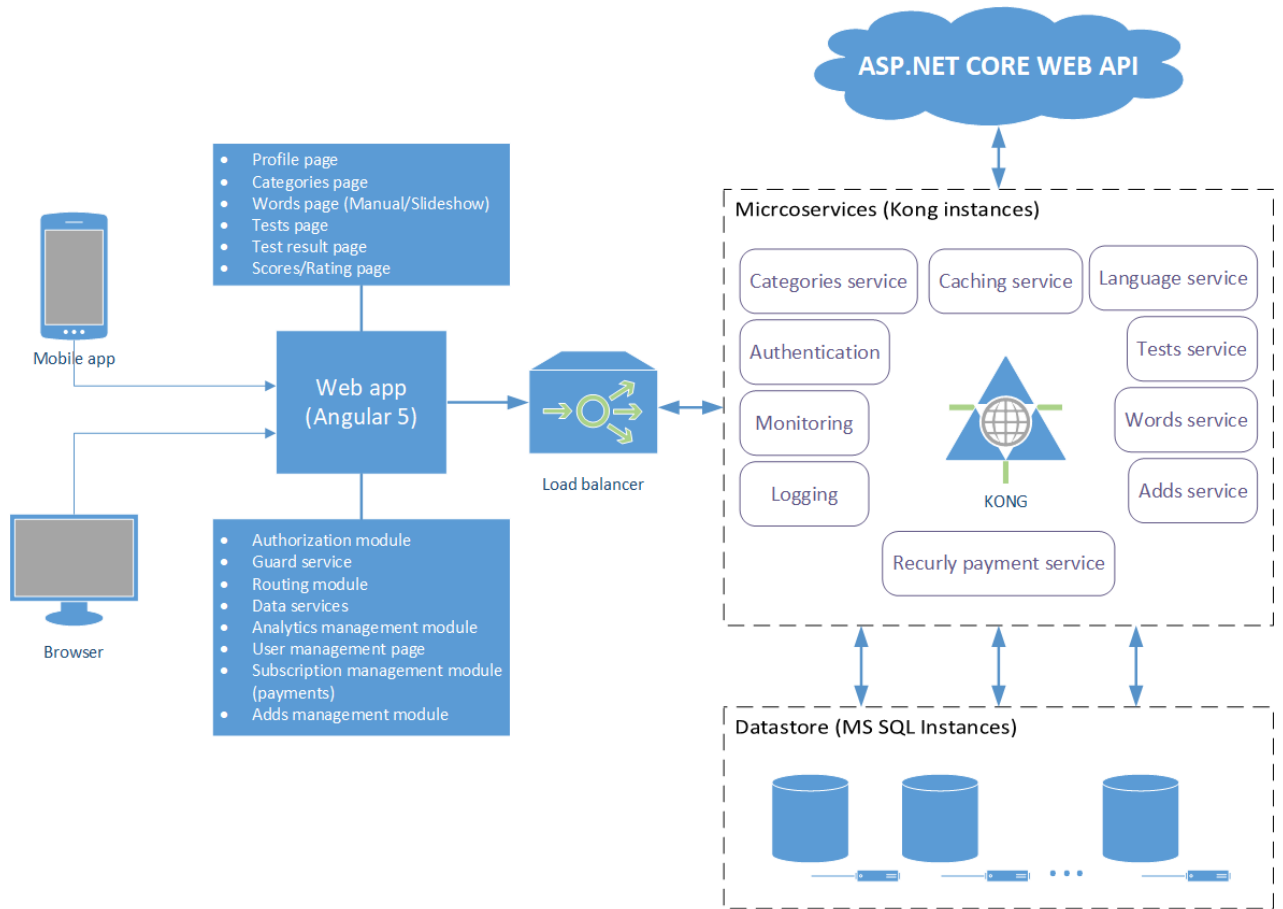 ASP.NET CORE WEB API
• Profile page
• Categories page
• Words page (Manual/Slideshow)
• Tests page
• Test result page
• Scores/Rating page
Mobile app
Web app
(Angular 5)
Browser
• Authorization module
• Guard service
• Routing module
• Data services
• Analytics management module
• User management page
• Subscription management module
(payments)
• Adds management module
Load balancer
Micrcoservices (Kong instances)
Categories service
Caching service
Language service
Authentication
Tests service
Monitoring
Words service
Logging
Adds service
KONG
Recurly payment service
Datastore (MS SQL Instances)